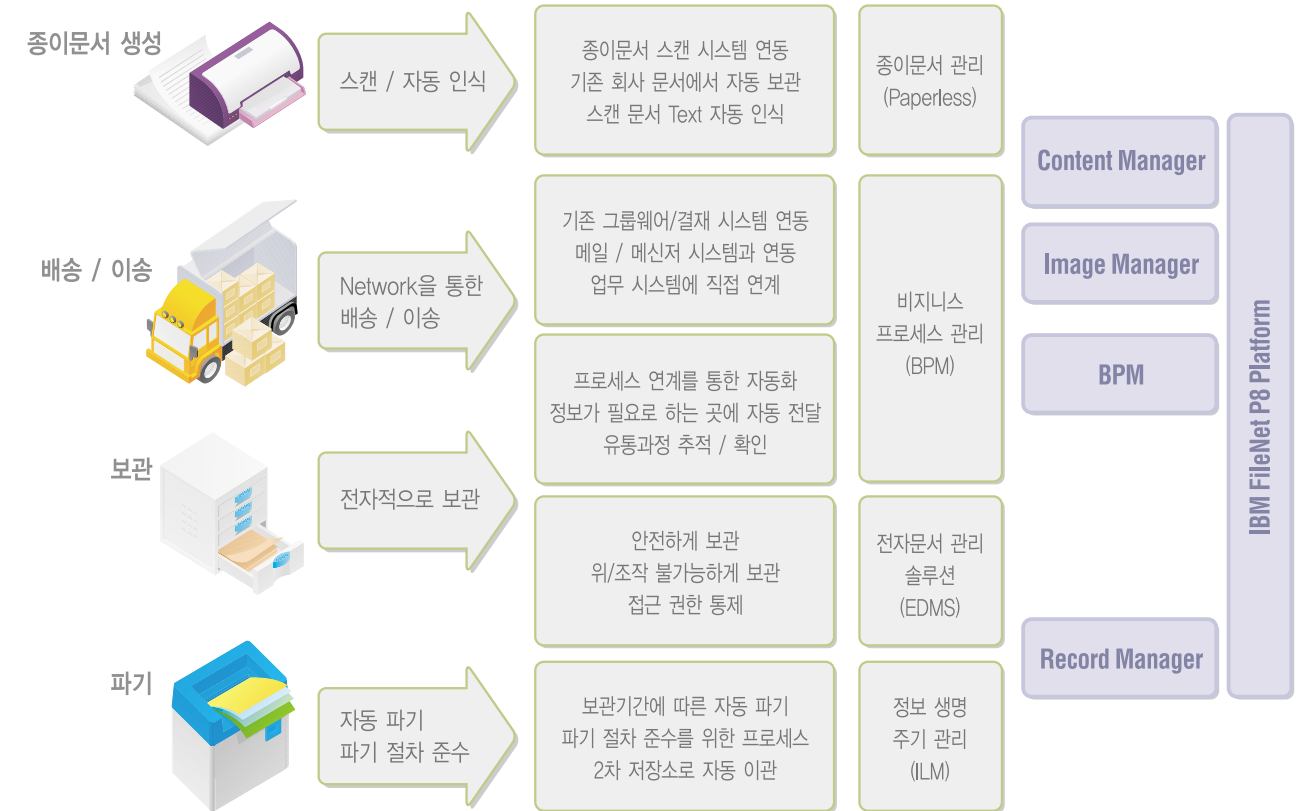 종이문서 생성
스캔 / 자동 인식
종이문서 스캔 시스템 연동
기존 회사 문서에서 자동 보관
스캔 문서 Text 자동 인식
종이문서 관리
(Paperless)
배송 / 이송
Network을 통한
배송 / 이송
기존 그룹웨어/결재 시스템 연동
메일 / 메신저 시스템과 연동
업무 시스템에 직접 연계
프로세스 연계를 통한 자동화
정보가 필요로 하는 곳에 자동 전달
유통과정 추적 / 확인
비지니스
프로세스 관리
(BPM)
보관
전자적으로 보관
안전하게 보관
위/조작 불가능하게 보관
접근 권한 통제
전자문서 관리
솔루션
(EDMS)
파기
자동 파기
파기 절차 준수
보관기간에 따른 자동 파기
파기 절차 준수를 위한 프로세스
2차 저장소로 자동 이관
정보 생명
주기 관리
(ILM)
Content Manager
Image Manager
BPM
Record Manager
IBM FileNet P8 Platform